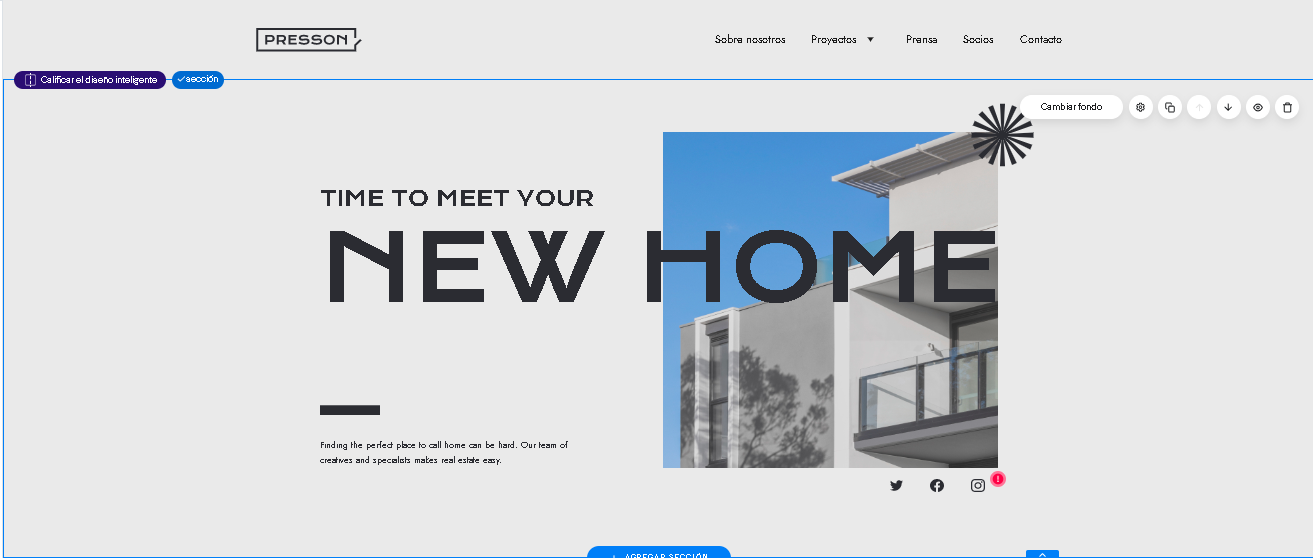 PRESSON
Sobre nosotros Proyectos Prensa Socios Contacto
Calificar el diseño inteligente sección
Cambiar fondo
TIME TO MEET YOUR
NEW HOME
Finding the perfect place to call home can be hard. Our team of
creatives and specialists makes real estate easy.
!
+ AGREGAR SECCIÓN